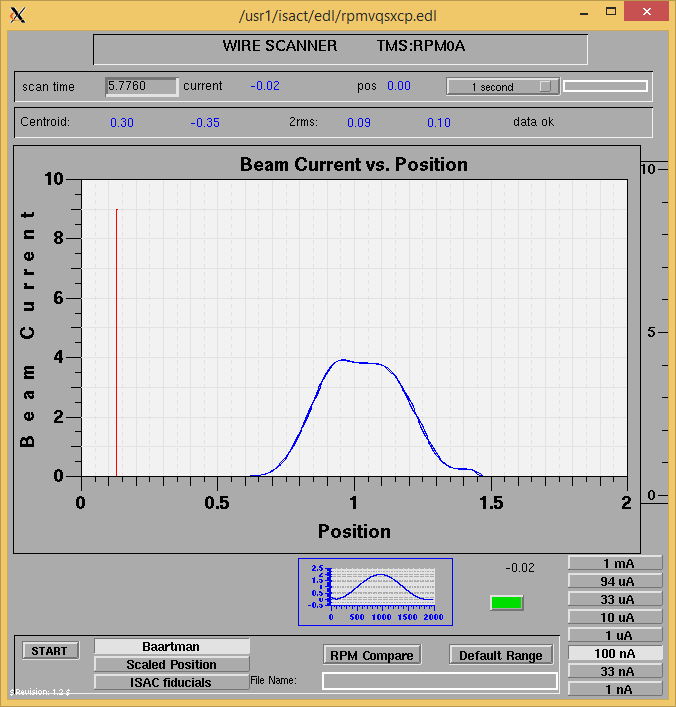 /usr1/isact/edl/rpmvqsxcp.edl
WIRE SCANNER TMS:RPM0A
scan time 5.7760 current -0.02 pos 0.00 1 second
Centroid: 0.30 -0.35 2rms: 0.09 0.10 data ok
Beam Current vs. Position
10
8
6
4
2
0
Beam Current
0 0.5 1 1.5 2
Position
10
5
0
2.5
2.0
1.5
1.0
0.5
0
-0.5
0 500 1000 1500 2000
-0.02
1 mA
94 uA
33 uA
10 uA
1 uA
100 nA
33 nA
1 nA
START
Baartman
Scaled Position
ISAC fiducials
RPM Compare
Default Range
File Name:
$Revision: 1.2 $